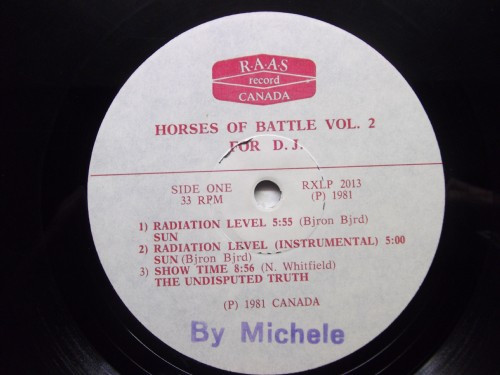 R·A·A·S
record
CANADA
HORSES OF BATTLE VOL. 2
FOR D.J.
SIDE ONE
33 RPM
RXLP 2013
(P) 1981
1) RADIATION LEVEL 5:55 (Bjron Bjrd)
SUN
2) RADIATION LEVEL (INSTRUMENTAL) 5:00
SUN (Bjron Bjrd)
3) SHOW TIME 8:56 (N. Whitfield)
THE UNDISPUTED TRUTH
(P) 1981 CANADA
By Michele